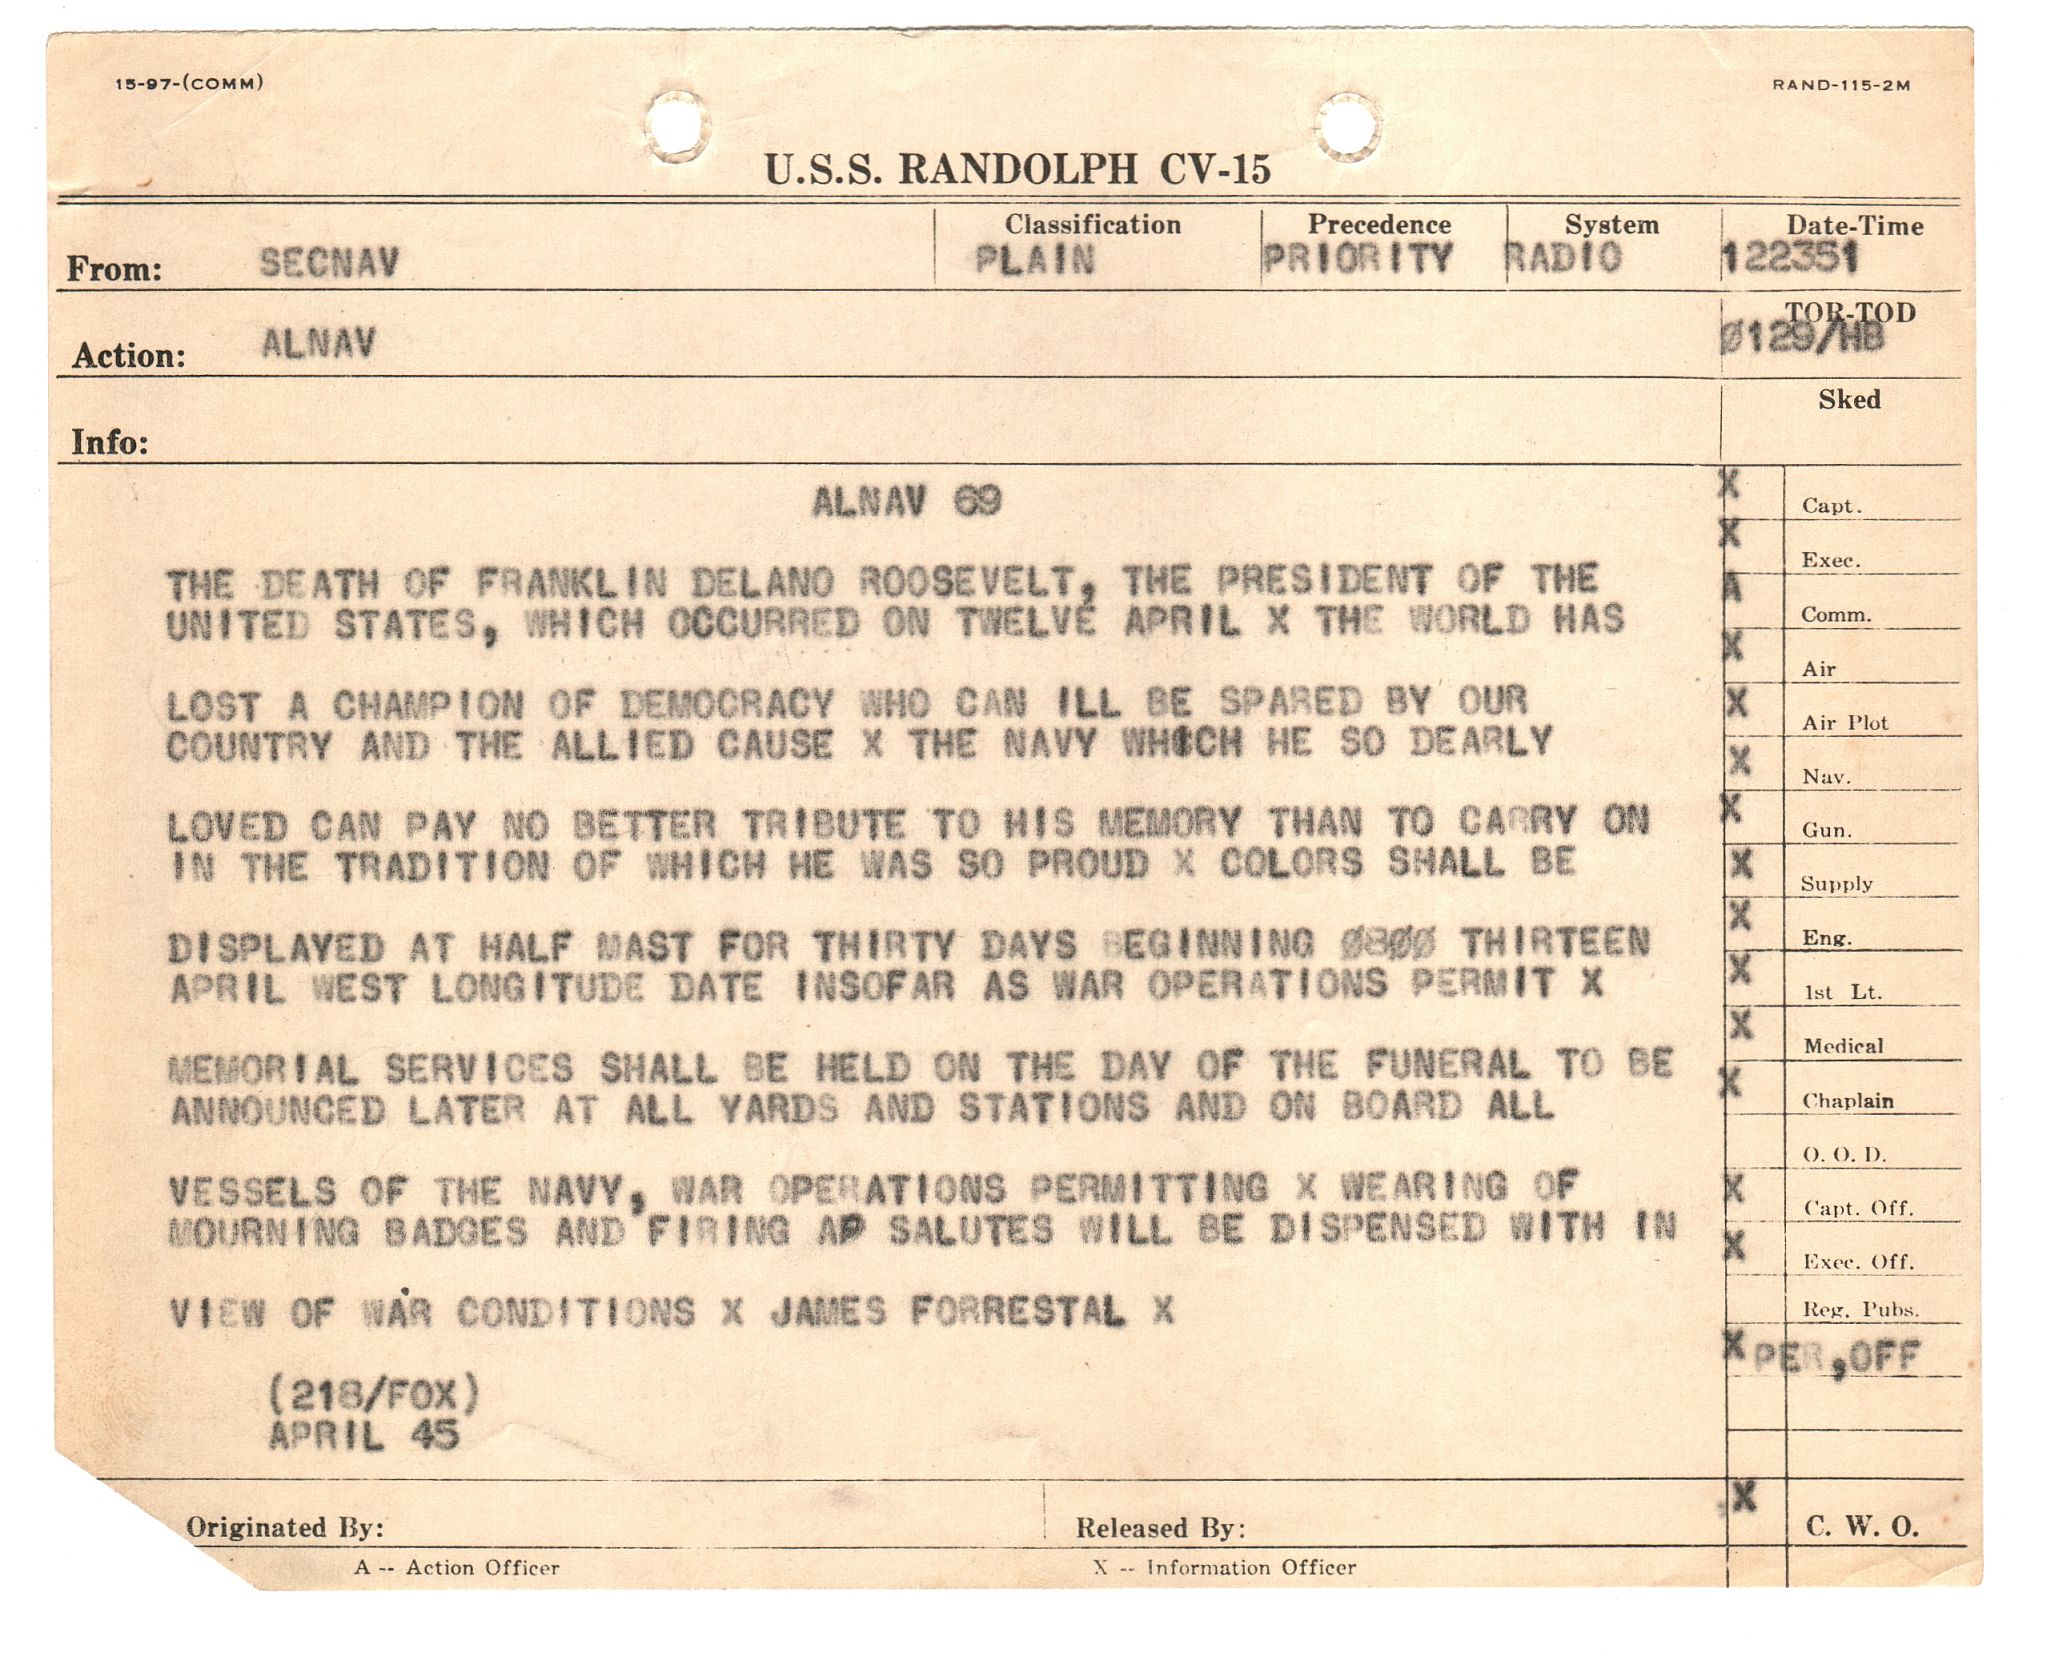 15-97-(COMM)
RAND-115-2M
U.S.S. RANDOLPH CV-15
From: SECNAV
Classification
PLAIN
Precedence
PRIORITY
System
RADIO
Date-Time
122351
Action: ALNAV
TOR-TOD
Ø129/HB
Info:
Sked
ALNAV 69
THE DEATH OF FRANKLIN DELANO ROOSEVELT, THE PRESIDENT OF THE
UNITED STATES, WHICH OCCURRED ON TWELVE APRIL X THE WORLD HAS
LOST A CHAMPION OF DEMOCRACY WHO CAN ILL BE SPARED BY OUR
COUNTRY AND THE ALLIED CAUSE X THE NAVY WHICH HE SO DEARLY
LOVED CAN PAY NO BETTER TRIBUTE TO HIS MEMORY THAN TO CARRY ON
IN THE TRADITION OF WHICH HE WAS SO PROUD X COLORS SHALL BE
DISPLAYED AT HALF MAST FOR THIRTY DAYS BEGINNING Ø8ØØ THIRTEEN
APRIL WEST LONGITUDE DATE INSOFAR AS WAR OPERATIONS PERMIT X
MEMORIAL SERVICES SHALL BE HELD ON THE DAY OF THE FUNERAL TO BE
ANNOUNCED LATER AT ALL YARDS AND STATIONS AND ON BOARD ALL
VESSELS OF THE NAVY, WAR OPERATIONS PERMITTING X WEARING OF
MOURNING BADGES AND FIRING AP SALUTES WILL BE DISPENSED WITH IN
VIEW OF WAR CONDITIONS X JAMES FORRESTAL X
(218/FOX)
APRIL 45
X Capt.
X Exec.
A Comm.
X Air
X Air Plot
X Nav.
X Gun.
X Supply
X Eng.
X 1st Lt.
X Medical
X Chaplain
O. O. D.
X Capt. Off.
X Exec. Off.
Reg. Pubs.
X PER,OFF
X C. W. O.
Originated By:
Released By:
A -- Action Officer
X -- Information Officer